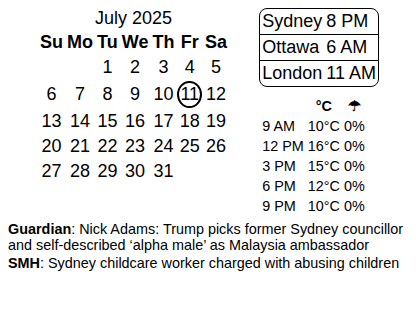 July 2025
Su Mo Tu We Th Fr Sa
1 2 3 4 5
6 7 8 9 10 11 12
13 14 15 16 17 18 19
20 21 22 23 24 25 26
27 28 29 30 31
Sydney 8 PM
Ottawa 6 AM
London 11 AM
°C ☂
9 AM 10°C 0%
12 PM 16°C 0%
3 PM 15°C 0%
6 PM 12°C 0%
9 PM 10°C 0%
Guardian: Nick Adams: Trump picks former Sydney councillor
and self-described ‘alpha male’ as Malaysia ambassador
SMH: Sydney childcare worker charged with abusing children